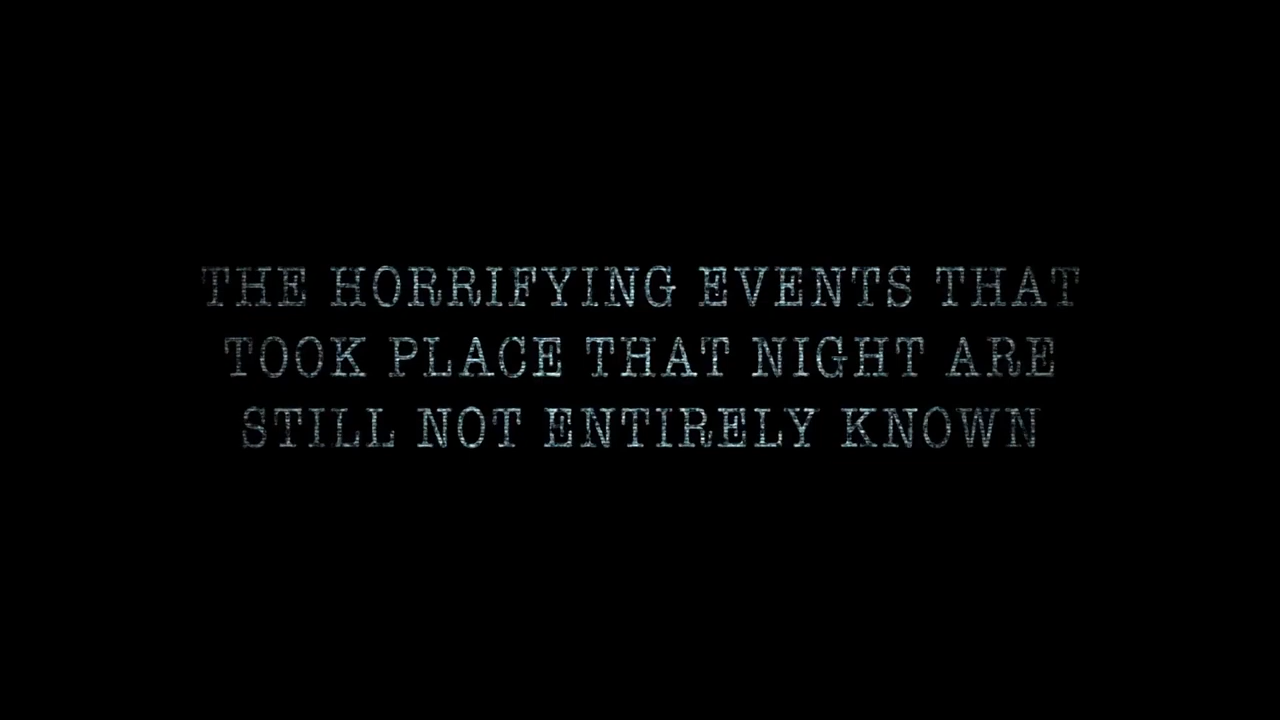 THE HORRIFYING EVENTS THAT
TOOK PLACE THAT NIGHT ARE
STILL NOT ENTIRELY KNOWN